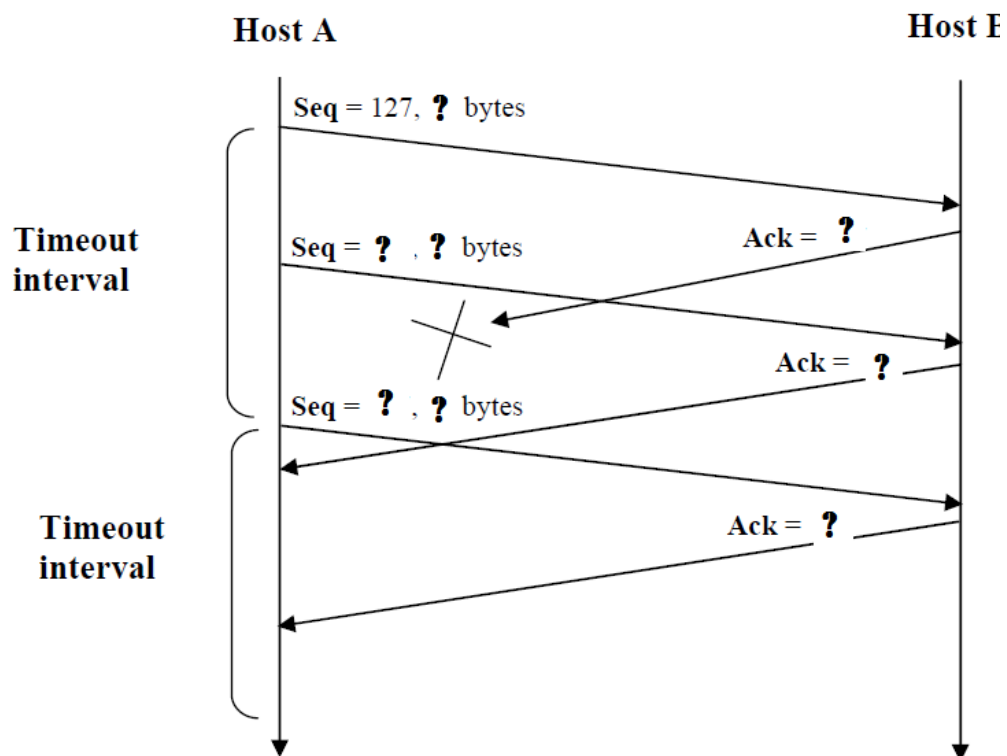 Host A
Host B
Seq = 127, ? bytes
Timeout
interval
Ack = ?
Seq = ? , ? bytes
Ack = ?
Seq = ? , ? bytes
Timeout
interval
Ack = ?